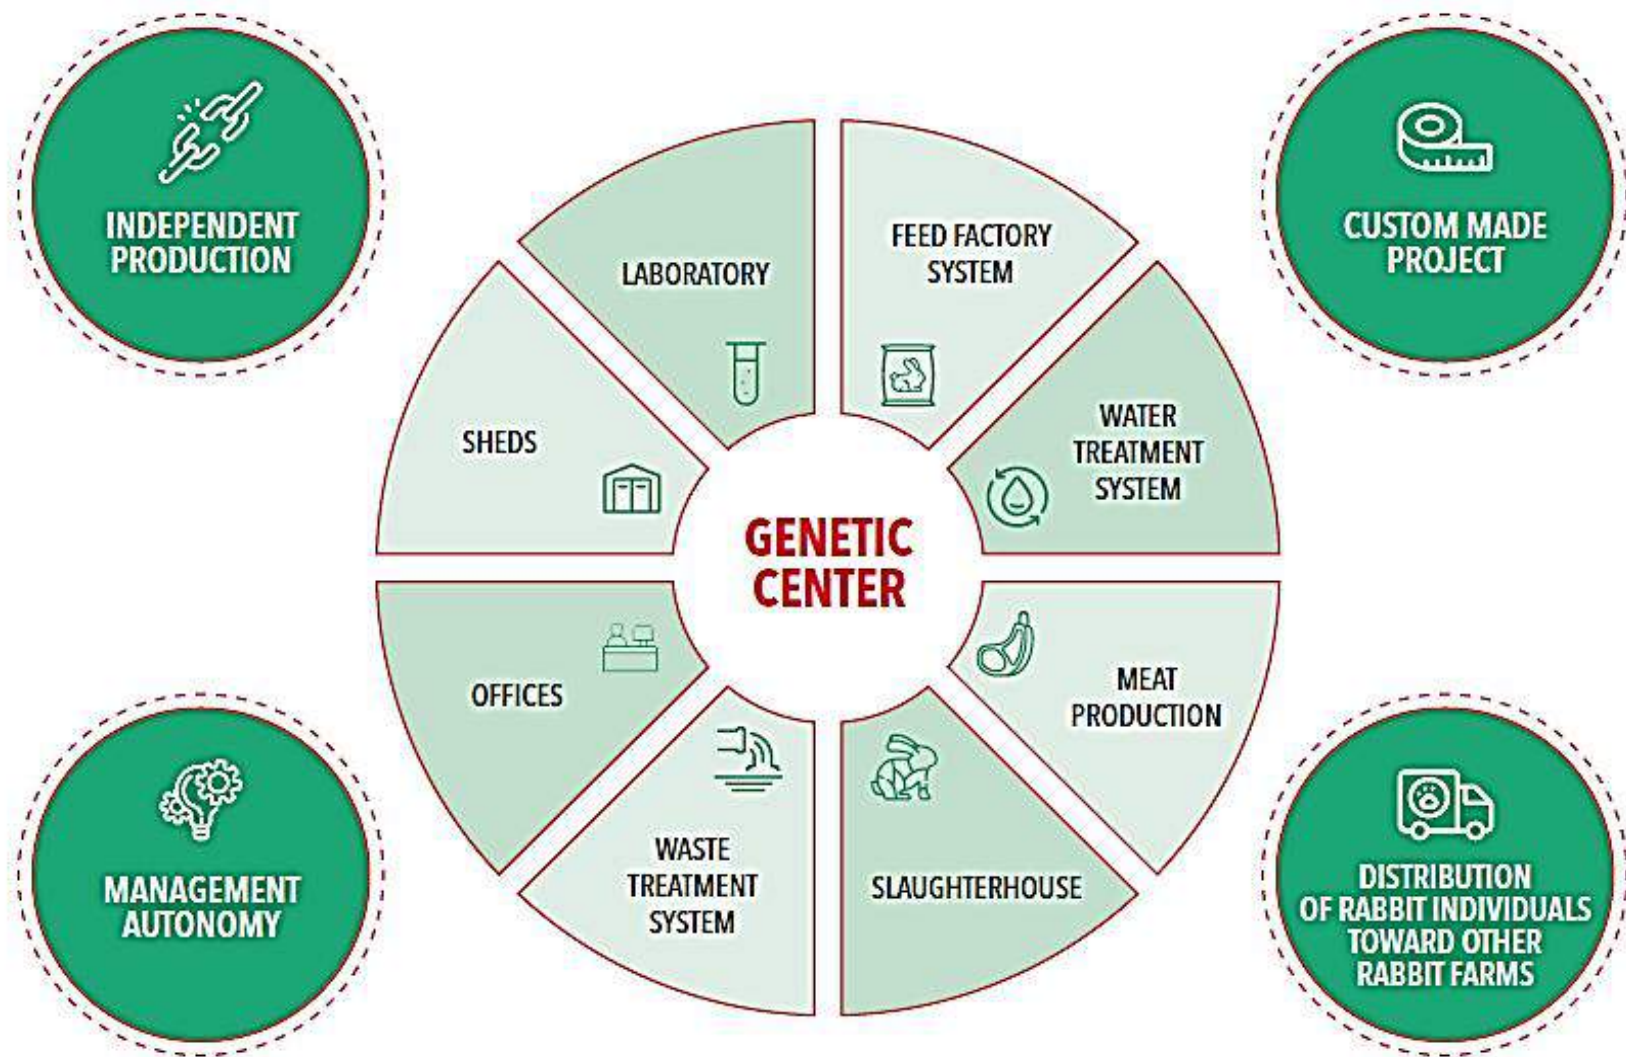 INDEPENDENT
PRODUCTION
CUSTOM MADE
PROJECT
LABORATORY
FEED FACTORY
SYSTEM
SHEDS
WATER
TREATMENT
SYSTEM
GENETIC
CENTER
OFFICES
MEAT
PRODUCTION
WASTE
TREATMENT
SYSTEM
SLAUGHTERHOUSE
MANAGEMENT
AUTONOMY
DISTRIBUTION
OF RABBIT INDIVIDUALS
TOWARD OTHER
RABBIT FARMS